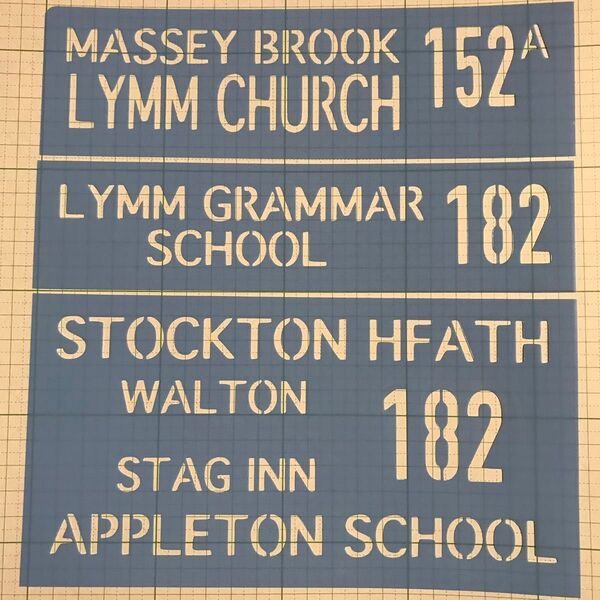 MASSEY BROOK 152A
LYMM CHURCH
LYMM GRAMMAR 182
SCHOOL
STOCKTON HFATH
WALTON 182
STAG INN
APPLETON SCHOOL